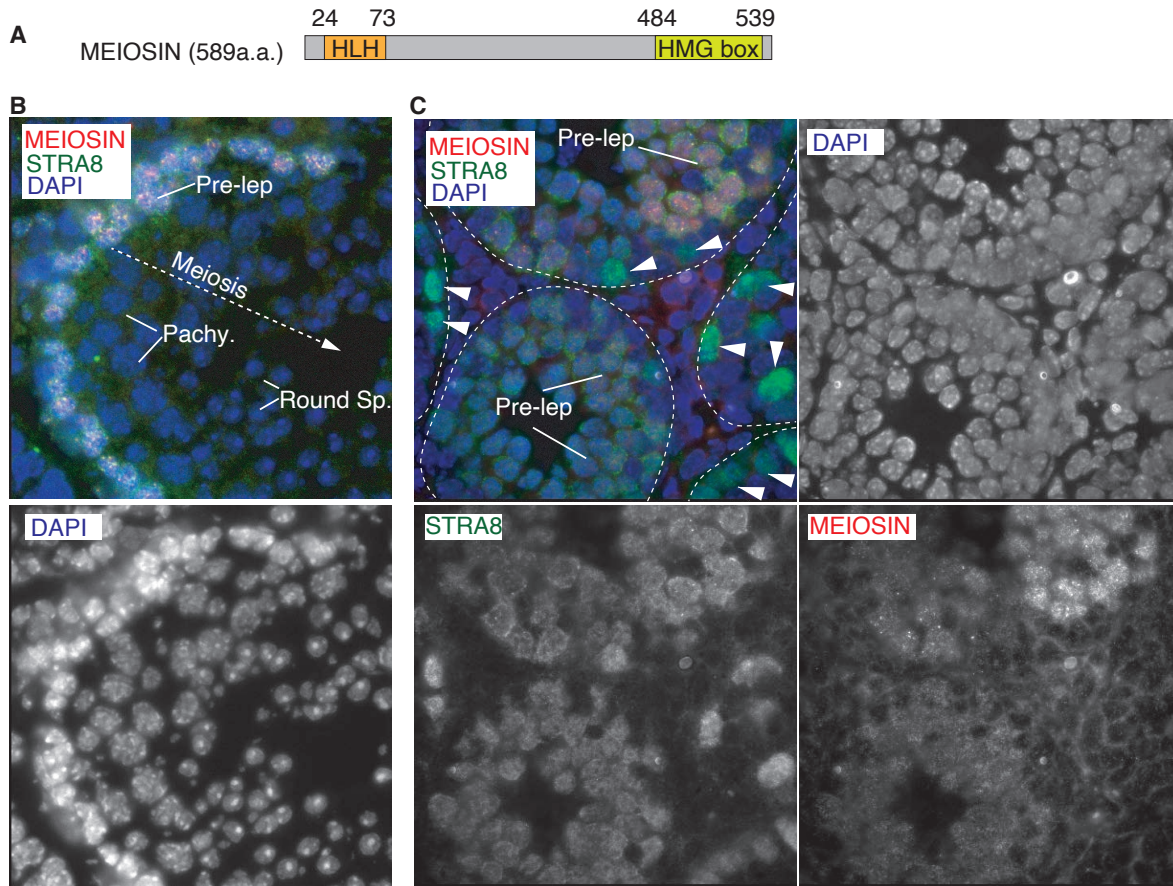 A
24 73 484 539
MEIOSIN (589a.a.)
HLH
HMG box
B
MEIOSIN
STRA8
DAPI
Pre-lep
Meiosis
Pachy.
Round Sp.
DAPI
C
MEIOSIN
STRA8
DAPI
Pre-lep
Pre-lep
DAPI
STRA8
MEIOSIN